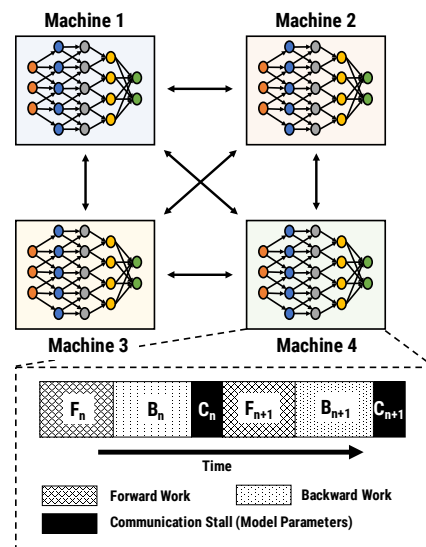 Machine 1
Machine 2
Machine 3
Machine 4
Fn Bn Cn Fn+1 Bn+1 Cn+1
Time
Forward Work
Backward Work
Communication Stall (Model Parameters)